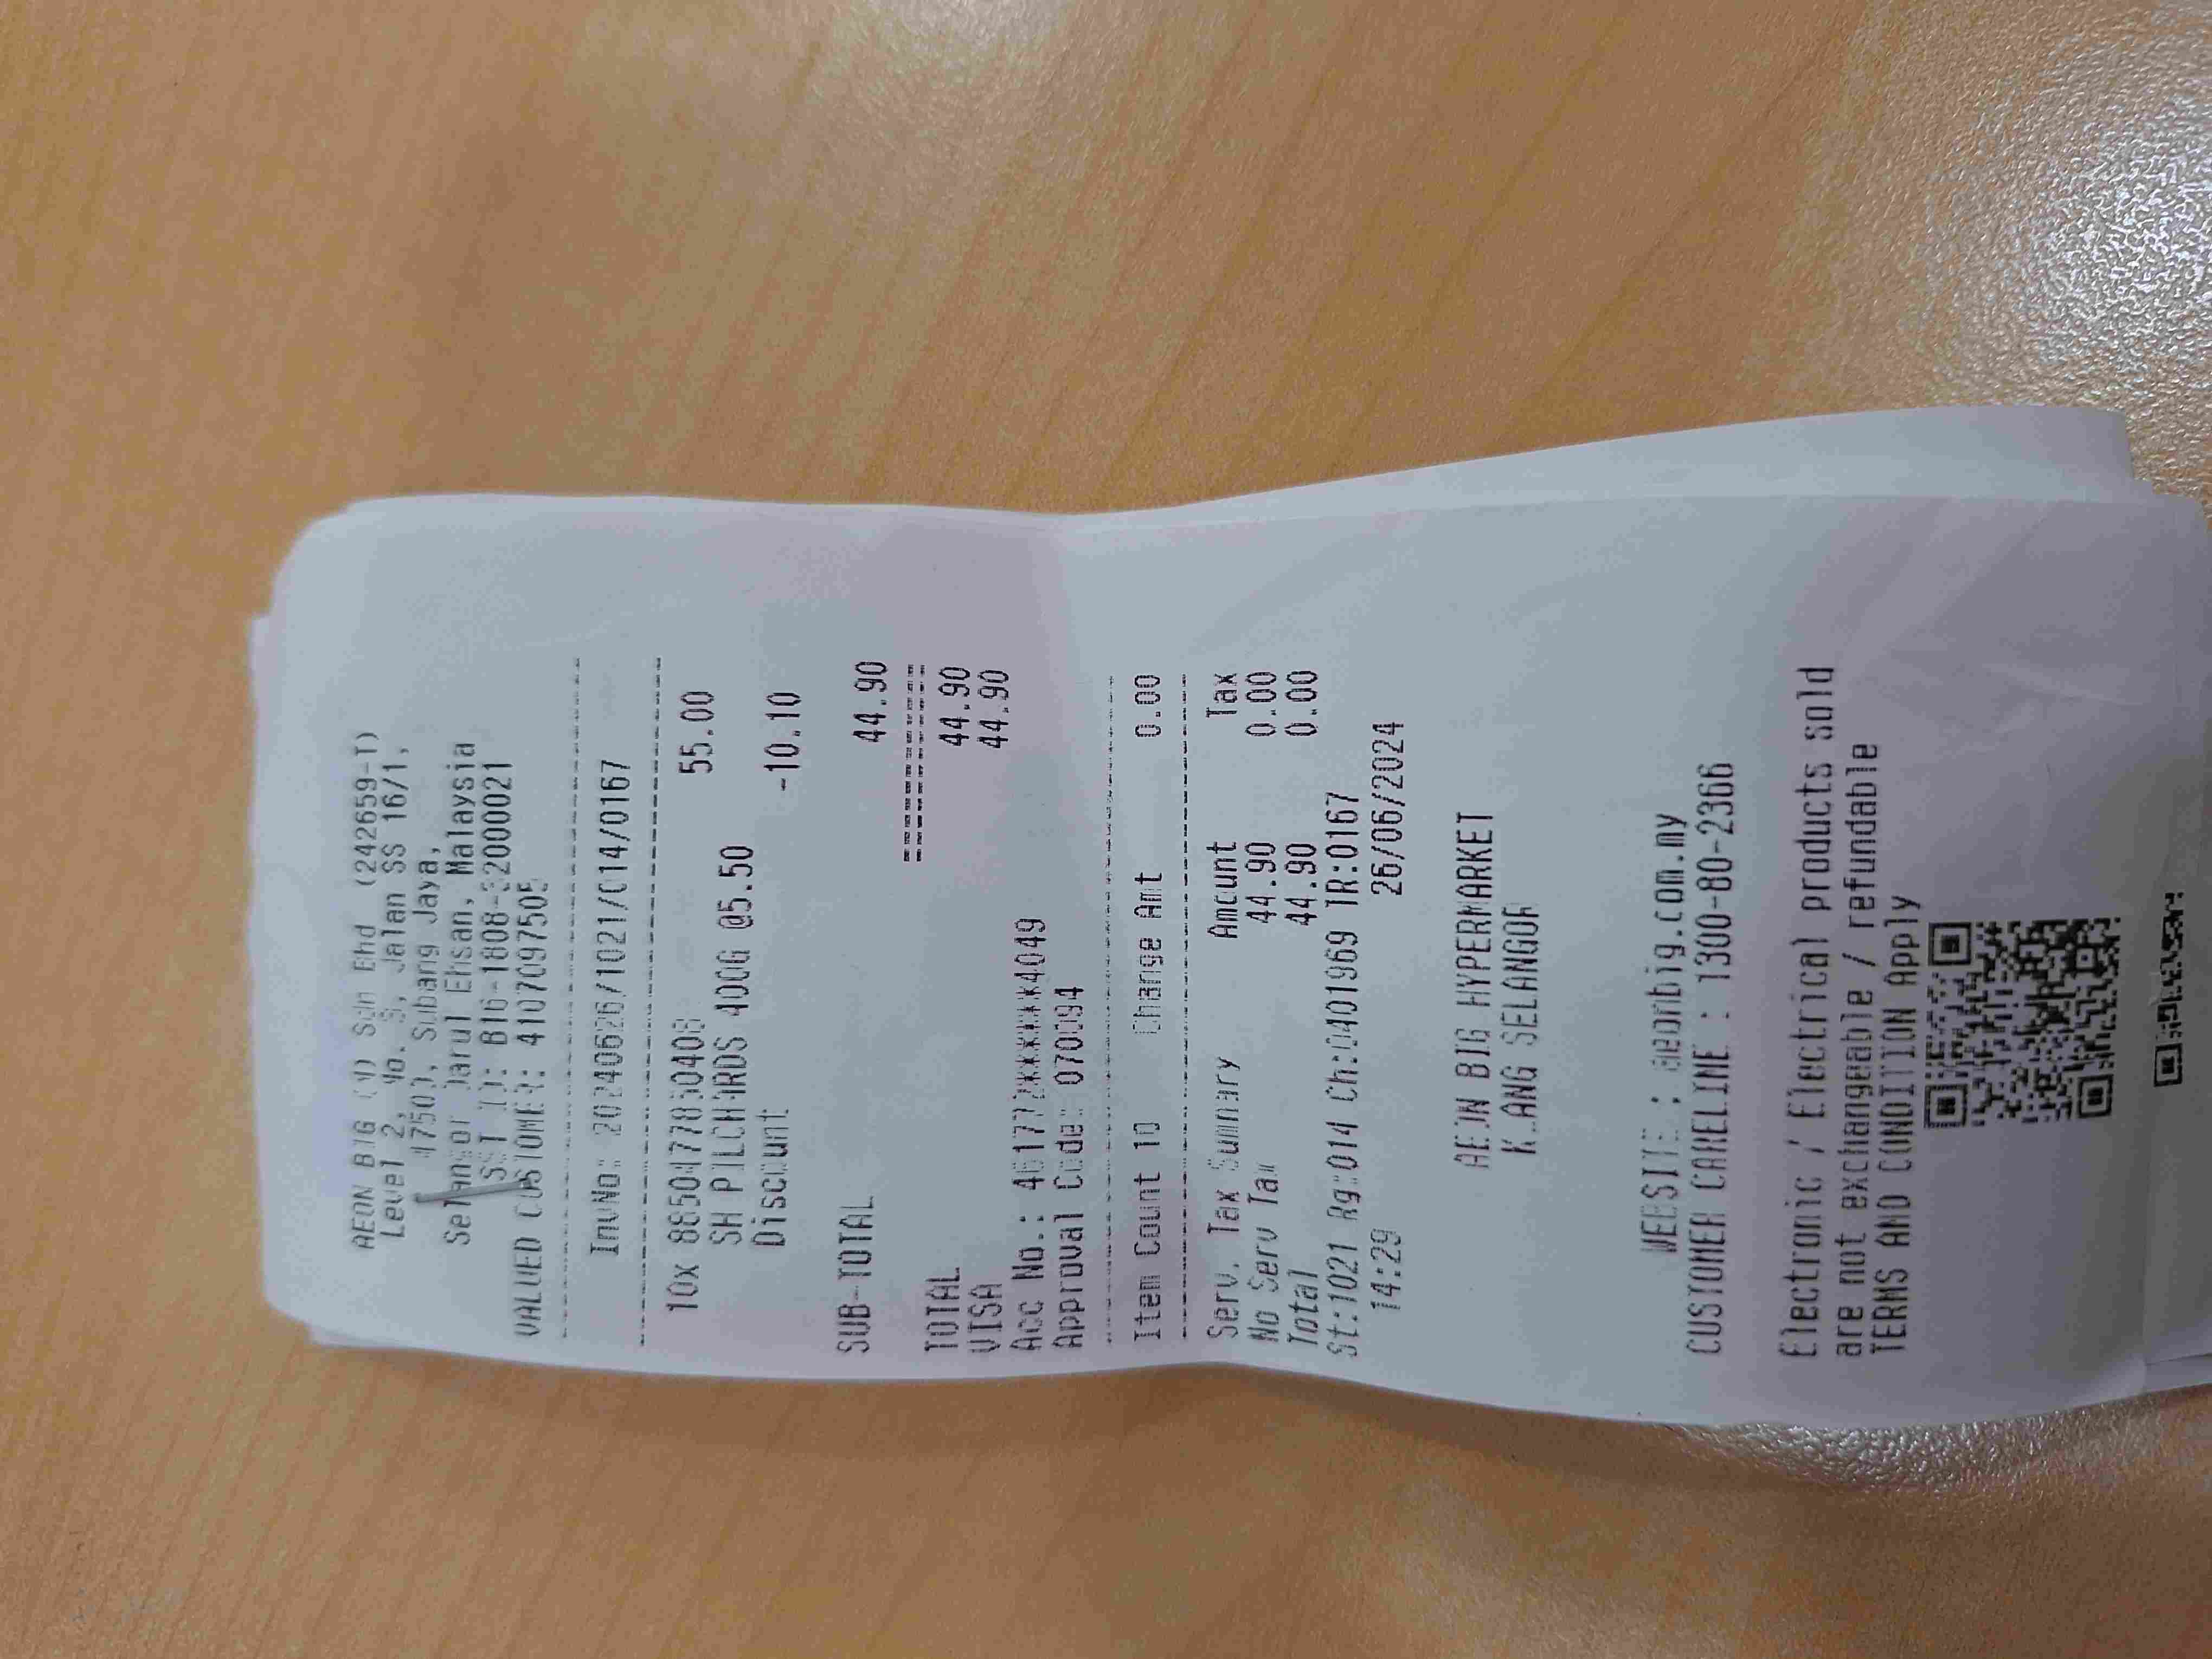 AEON BIG (M) Sdn Bhd (242659-T)
Level 2, No. 3, Jalan SS 16/1,
47500, Subang Jaya,
Selangor Darul Ehsan, Malaysia
SST ID: B16-1808-32000021
VALUED CUSTOMER: 4107097505
InvNo: 20240626/1021/014/0167
10x
SH PILCHARDS 400G @5.50 55.00
Discount -10.10
SUB-TOTAL 44.90
TOTAL 44.90
VISA 44.90
Acc No.: 461772******4049
Approval Code: 070094
Item Count 10 Change Amt 0.00
Serv. Tax Summary Amount Tax
No Serv Tax 44.90 0.00
Total 44.90 0.00
St:1021 Rg:014 Ch:0401969 TR:0167
14:29 26/06/2024
AEON BIG HYPERMARKET
KLANG SELANGOR
WEBSITE : aeonbig.com.my
CUSTOMER CARELINE : 1300-80-2366
Electronic / Electrical products sold
are not exchangeable / refundable
TERMS AND CONDITION Apply